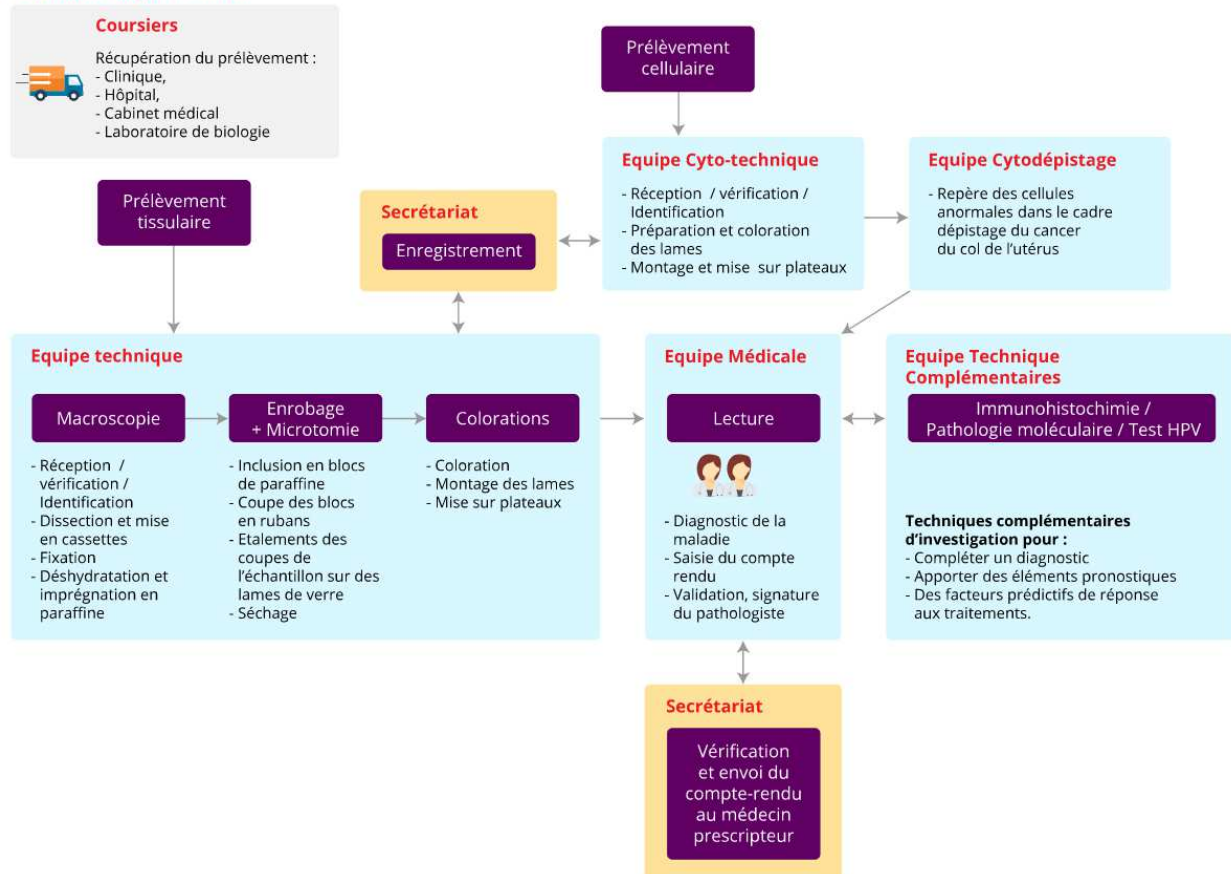 Coursiers
Récupération du prélèvement :
- Clinique,
- Hôpital,
- Cabinet médical
- Laboratoire de biologie
Prélèvement
cellulaire
Prélèvement
tissulaire
Secrétariat
Enregistrement
Equipe Cyto-technique
- Réception / vérification /
Identification
- Préparation et coloration
des lames
- Montage et mise sur plateaux
Equipe Cytodépistage
- Repère des cellules
anormales dans le cadre
dépistage du cancer
du col de l’utérus
Equipe technique
Macroscopie
- Réception /
vérification /
Identification
- Dissection et mise
en cassettes
- Fixation
- Déshydratation et
imprégnation en
paraffine
Enrobage
+ Microtomie
- Inclusion en blocs
de paraffine
- Coupe des blocs
en rubans
- Etalements des
coupes de
l’échantillon sur des
lames de verre
- Séchage
Colorations
- Coloration
- Montage des lames
- Mise sur plateaux
Equipe Médicale
Lecture
- Diagnostic de la
maladie
- Saisie du compte
rendu
- Validation, signature
du pathologiste
Equipe Technique
Complémentaires
Immunohistochimie /
Pathologie moléculaire / Test HPV
Techniques complémentaires
d’investigation pour :
- Compléter un diagnostic
- Apporter des éléments pronostiques
- Des facteurs prédictifs de réponse
aux traitements.
Secrétariat
Vérification
et envoi du
compte-rendu
au médecin
prescripteur